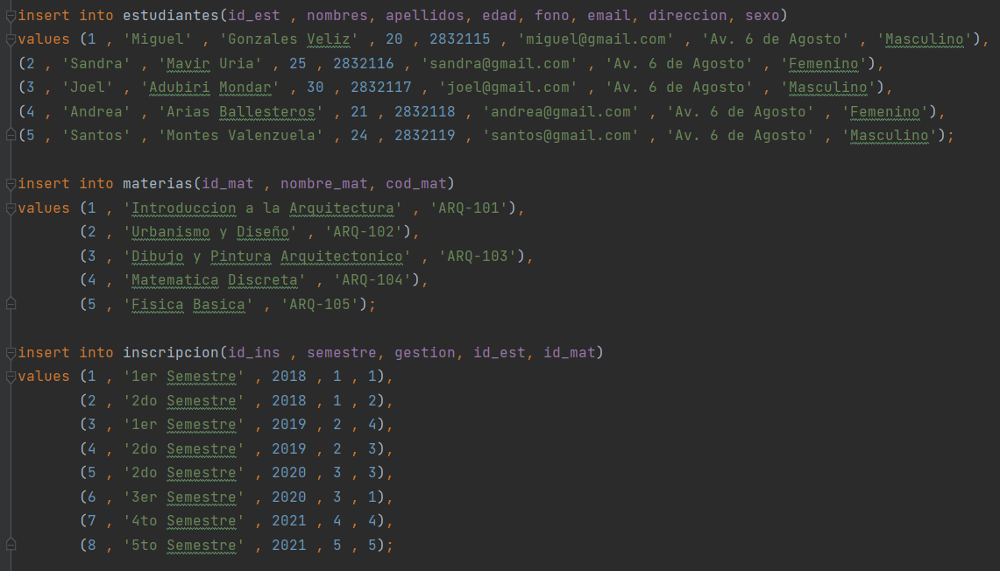 insert into estudiantes(id_est , nombres, apellidos, edad, fono, email, direccion, sexo)
values (1 , 'Miguel' , 'Gonzales Veliz' , 20 , 2832115 , 'miguel@gmail.com' , 'Av. 6 de Agosto' , 'Masculino'),
(2 , 'Sandra' , 'Mavir Uria' , 25 , 2832116 , 'sandra@gmail.com' , 'Av. 6 de Agosto' , 'Femenino'),
(3 , 'Joel' , 'Adubiri Mondar' , 30 , 2832117 , 'joel@gmail.com' , 'Av. 6 de Agosto' , 'Masculino'),
(4 , 'Andrea' , 'Arias Ballesteros' , 21 , 2832118 , 'andrea@gmail.com' , 'Av. 6 de Agosto' , 'Femenino'),
(5 , 'Santos' , 'Montes Valenzuela' , 24 , 2832119 , 'santos@gmail.com' , 'Av. 6 de Agosto' , 'Masculino');
insert into materias(id_mat , nombre_mat, cod_mat)
values (1 , 'Introduccion a la Arquitectura' , 'ARQ-101'),
(2 , 'Urbanismo y Diseño' , 'ARQ-102'),
(3 , 'Dibujo y Pintura Arquitectonico' , 'ARQ-103'),
(4 , 'Matematica Discreta' , 'ARQ-104'),
(5 , 'Fisica Basica' , 'ARQ-105');
insert into inscripcion(id_ins , semestre, gestion, id_est, id_mat)
values (1 , '1er Semestre' , 2018 , 1 , 1),
(2 , '2do Semestre' , 2018 , 1 , 2),
(3 , '1er Semestre' , 2019 , 2 , 4),
(4 , '2do Semestre' , 2019 , 2 , 3),
(5 , '2do Semestre' , 2020 , 3 , 3),
(6 , '3er Semestre' , 2020 , 3 , 1),
(7 , '4to Semestre' , 2021 , 4 , 4),
(8 , '5to Semestre' , 2021 , 5 , 5);